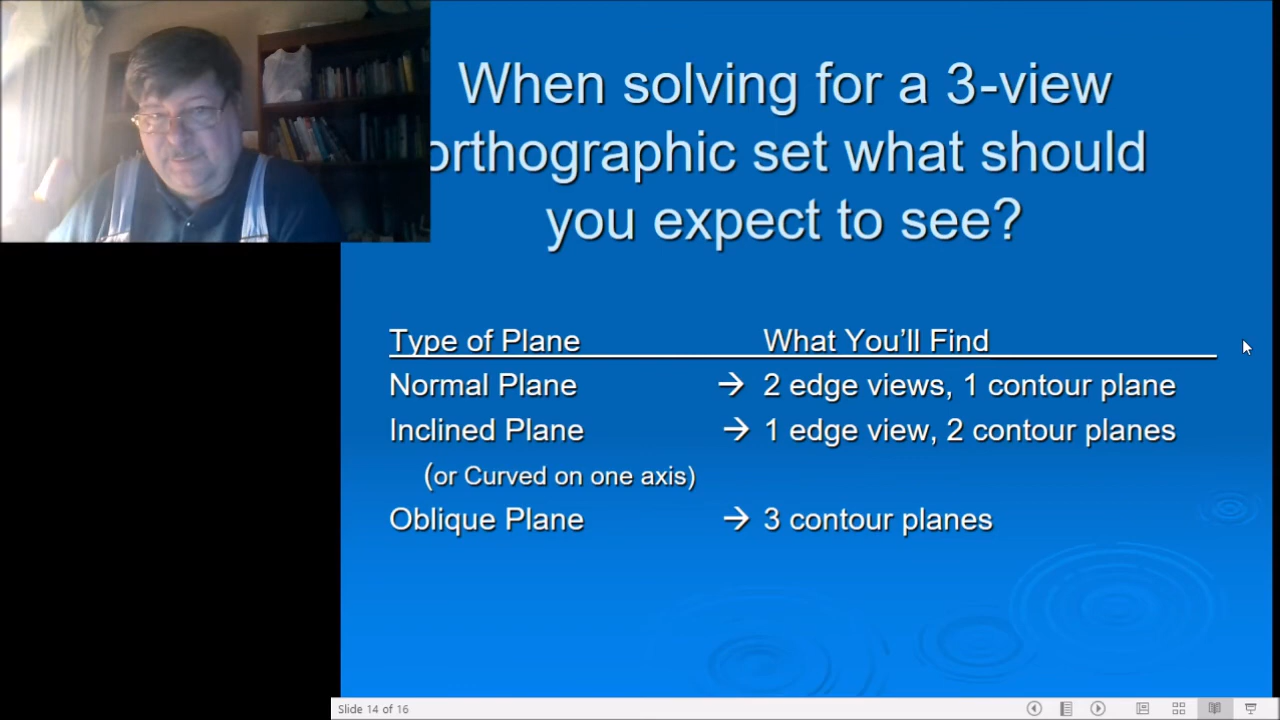 When solving for a 3-view
orthographic set what should
you expect to see?
Type of Plane What You'll Find
Normal Plane → 2 edge views, 1 contour plane
Inclined Plane → 1 edge view, 2 contour planes
(or Curved on one axis)
Oblique Plane → 3 contour planes
Slide 14 of 16